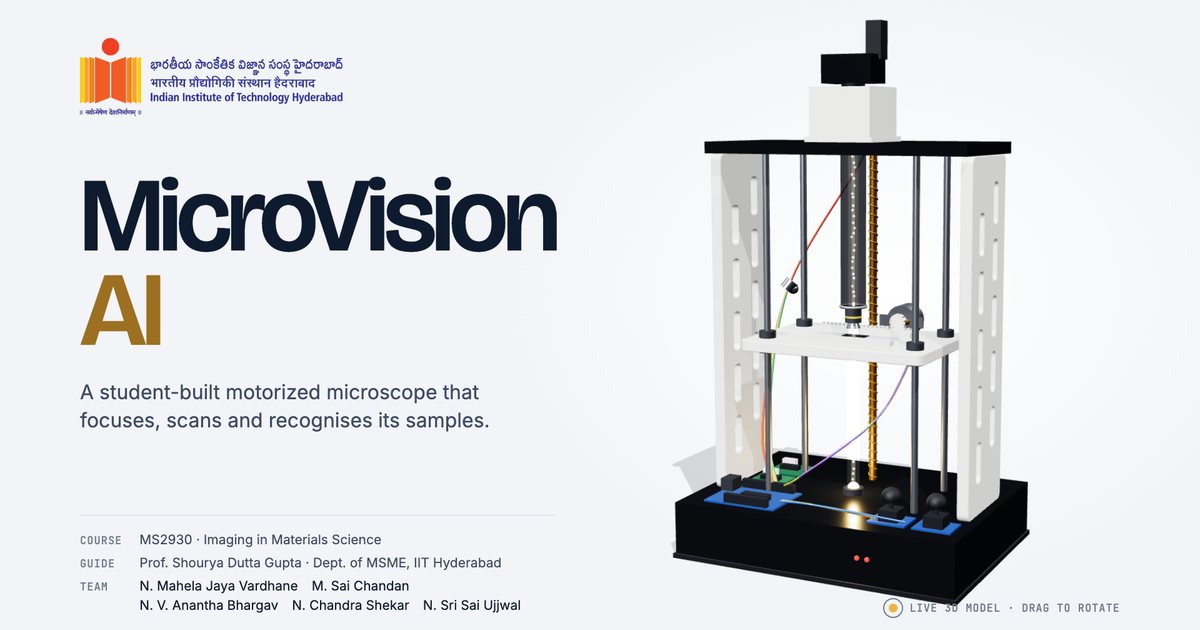 భారతీయ సాంకేతిక విజ్ఞాన సంస్థ హైదరాబాద్
भारतीय प्रौद्योगिकी संस्थान हैदराबाद
Indian Institute of Technology Hyderabad
॥ नवोन्मेषेण देशनिर्माणम् ॥
MicroVision
AI
A student-built motorized microscope that
focuses, scans and recognises its samples.
COURSE MS2930 · Imaging in Materials Science
GUIDE Prof. Shourya Dutta Gupta · Dept. of MSME, IIT Hyderabad
TEAM N. Mahela Jaya Vardhane M. Sai Chandan
N. V. Anantha Bhargav N. Chandra Shekar N. Sri Sai Ujjwal
LIVE 3D MODEL · DRAG TO ROTATE